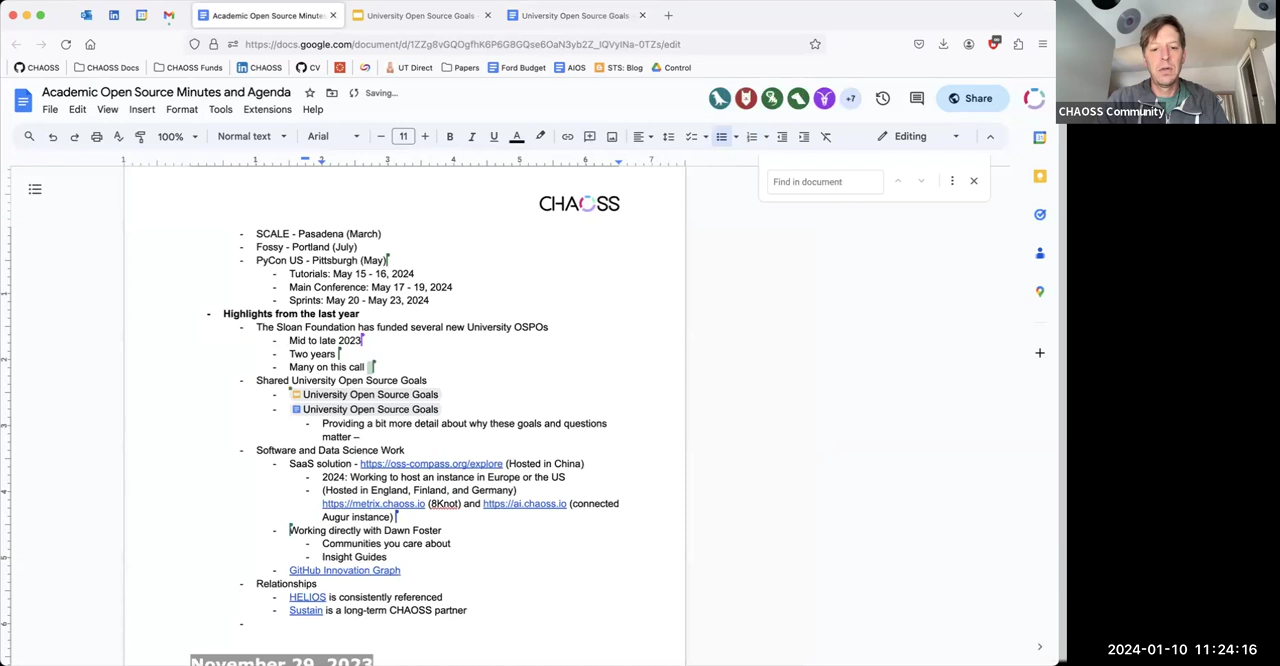 Academic Open Source Minutes
University Open Source Goals
University Open Source Goals
https://docs.google.com/document/d/1ZZg8vGQOgfhK6P6G8GQse6OaN3yb2Z_lQVyINa-0TZs/edit
CHAOSS
CHAOSS Docs
CHAOSS Funds
CHAOSS
CV
UT Direct
Papers
Ford Budget
AIOS
STS: Blog
Control
Academic Open Source Minutes and Agenda
Saving...
File Edit View Insert Format Tools Extensions Help
+7
Share
100%
Normal text
Arial
11
Editing
1 1 2 3 4 5 6 7
Find in document
CHAOSS
- SCALE - Pasadena (March)
- Fossy - Portland (July)
- PyCon US - Pittsburgh (May)
- Tutorials: May 15 - 16, 2024
- Main Conference: May 17 - 19, 2024
- Sprints: May 20 - May 23, 2024
- Highlights from the last year
- The Sloan Foundation has funded several new University OSPOs
- Mid to late 2023
- Two years
- Many on this call
- Shared University Open Source Goals
- University Open Source Goals
- University Open Source Goals
- Providing a bit more detail about why these goals and questions
matter –
- Software and Data Science Work
- SaaS solution - https://oss-compass.org/explore (Hosted in China)
- 2024: Working to host an instance in Europe or the US
- (Hosted in England, Finland, and Germany)
https://metrix.chaoss.io (8Knot) and https://ai.chaoss.io (connected
Augur instance)
- Working directly with Dawn Foster
- Communities you care about
- Insight Guides
- GitHub Innovation Graph
- Relationships
- HELIOS is consistently referenced
- Sustain is a long-term CHAOSS partner
-
November 29, 2023
CHAOSS Community
2024-01-10 11:24:16